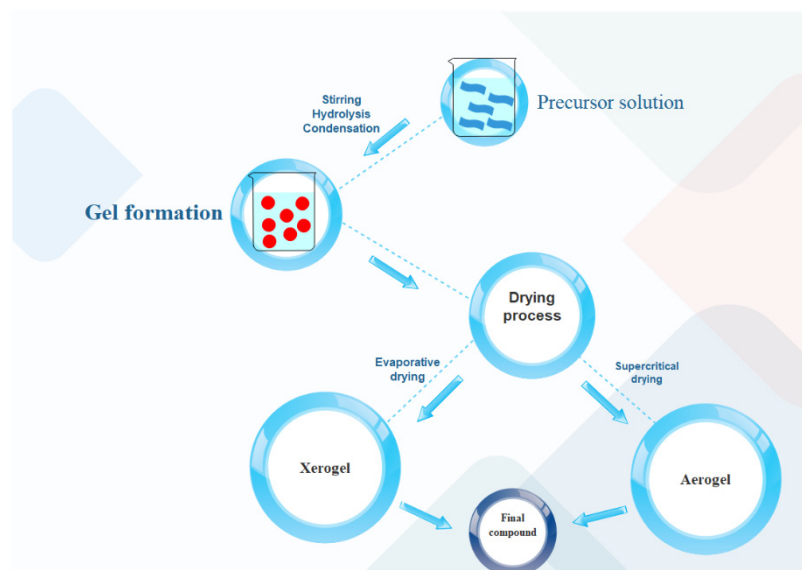 Stirring
Hydrolysis
Condensation
Precursor solution
Gel formation
Drying
process
Evaporative
drying
Supercritical
drying
Xerogel
Aerogel
Final
compound